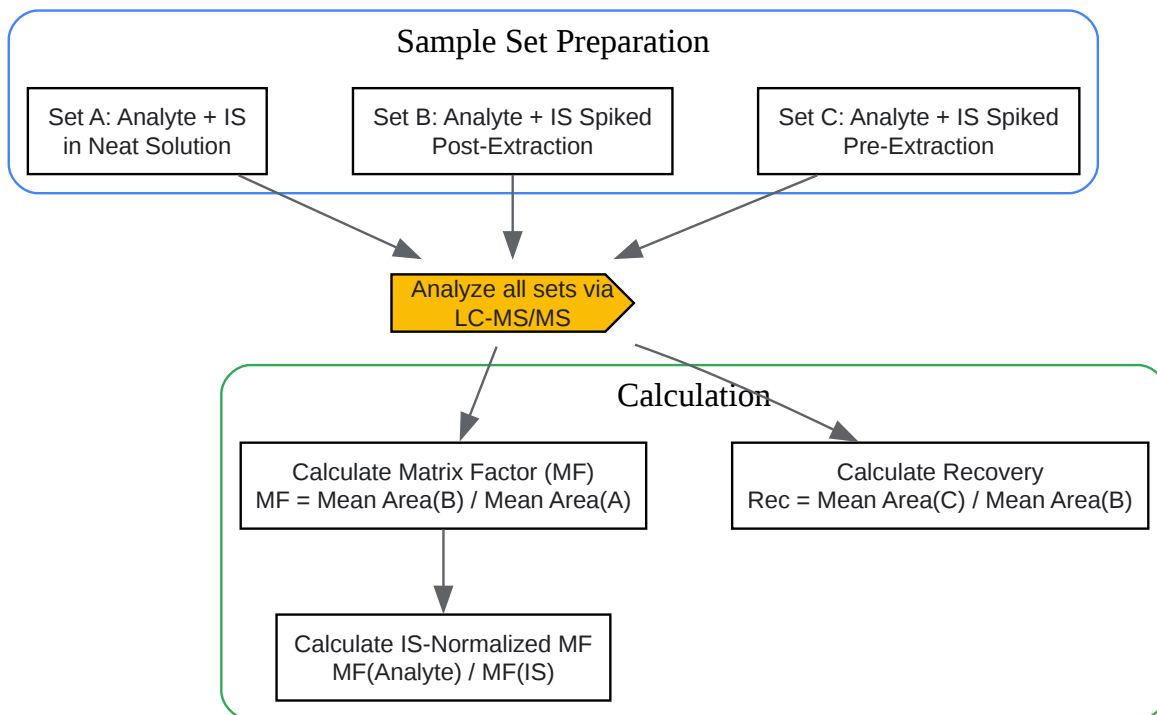 Sample Set Preparation
Set A: Analyte + IS
in Neat Solution
Set B: Analyte + IS Spiked
Post-Extraction
Set C: Analyte + IS Spiked
Pre-Extraction
Analyze all sets via
LC-MS/MS
Calculation
Calculate Matrix Factor (MF)
MF = Mean Area(B) / Mean Area(A)
Calculate Recovery
Rec = Mean Area(C) / Mean Area(B)
Calculate IS-Normalized MF
MF(Analyte) / MF(IS)